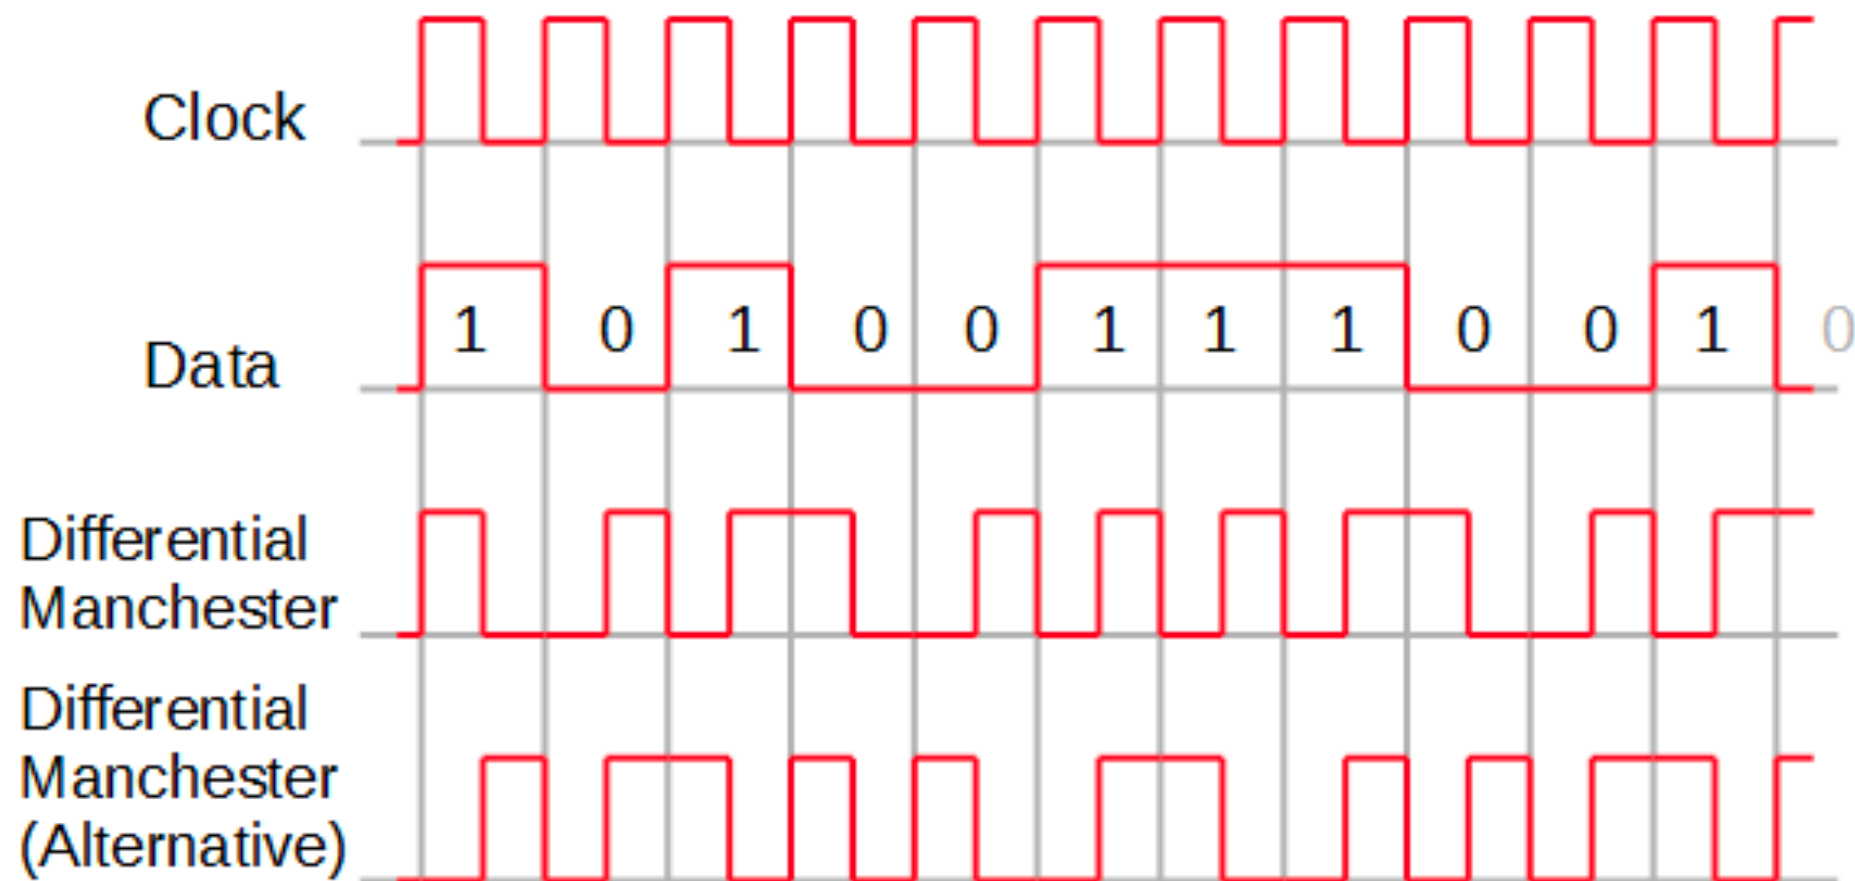 Clock
Data
1 0 1 0 0 1 1 1 0 0 1 0
Differential
Manchester
Differential
Manchester
(Alternative)